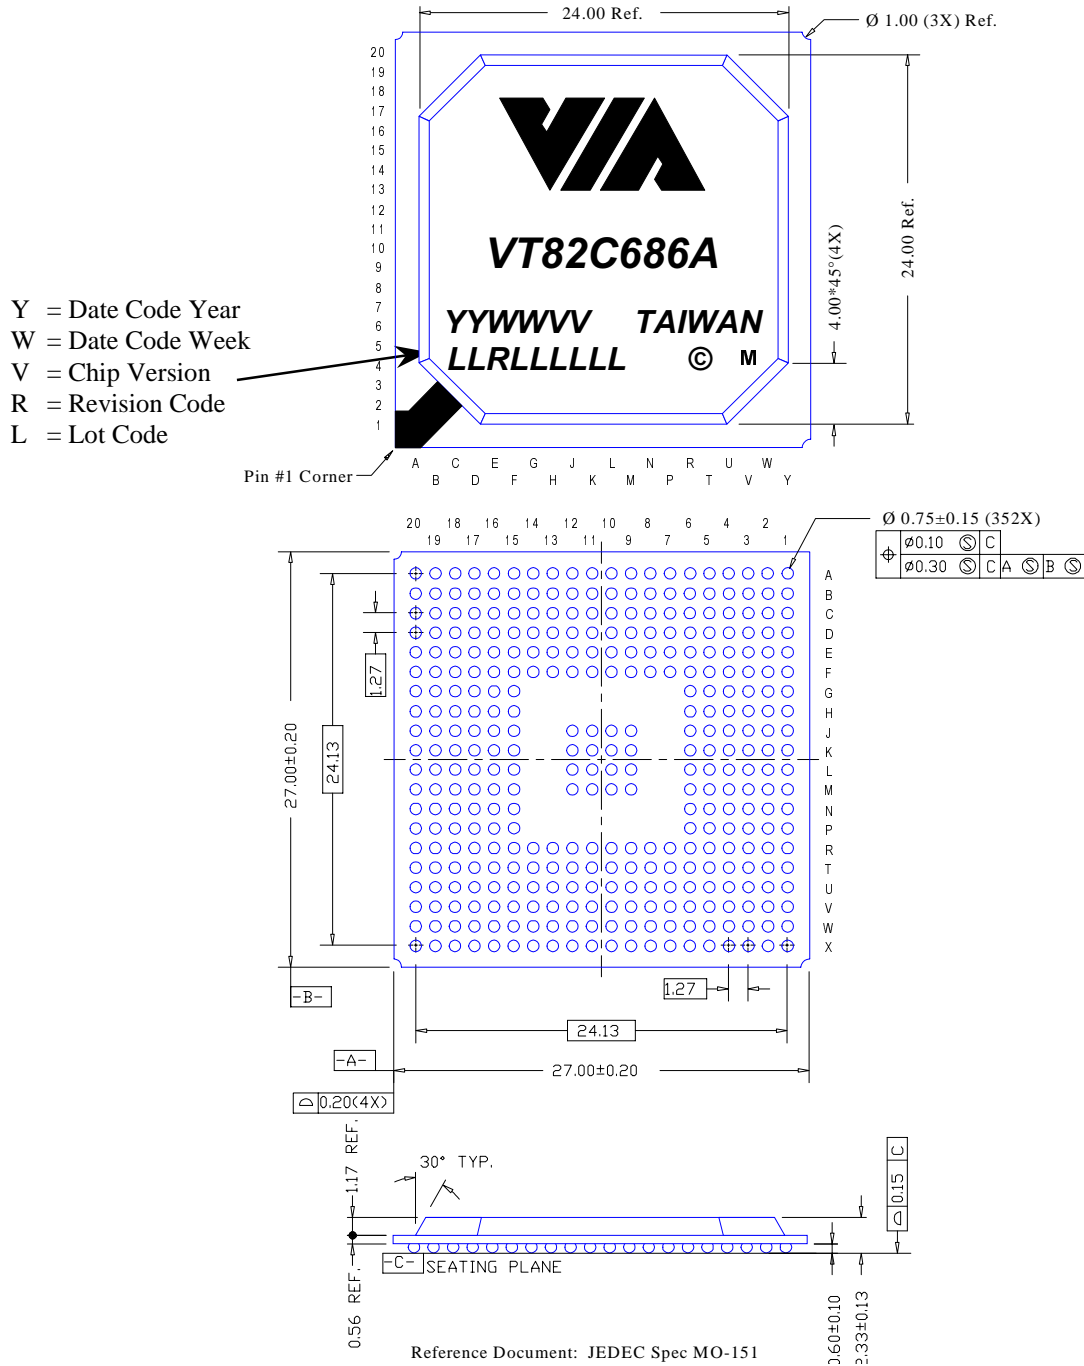 24.00 Ref.
Ø 1.00 (3X) Ref.
20
19
18
17
16
15
14
13
12
11
10
9
8
7
6
5
4
3
2
1
VIA
VT82C686A
YYWWVV TAIWAN
LLRLLLLLL © M
24.00 Ref.
4.00*45°(4X)
Y = Date Code Year
W = Date Code Week
V = Chip Version
R = Revision Code
L = Lot Code
Pin #1 Corner
A C E G J L N R U W
B D F H K M P T V Y
20 18 16 14 12 10 8 6 4 2
19 17 15 13 11 9 7 5 3 1
Ø 0.75±0.15 (352X)
⌖ ⌀0.10 Ⓢ C
⌀0.30 Ⓢ C A Ⓢ B Ⓢ
A
B
C
D
E
F
G
H
J
K
L
M
N
P
R
T
U
V
W
X
1.27
24.13
27.00±0.20
-B-
1.27
24.13
-A-
27.00±0.20
⌓ 0.20(4X)
1.17 REF.
30° TYP.
⌓ 0.15 C
-C- SEATING PLANE
0.56 REF.
0.60±0.10
2.33±0.13
Reference Document: JEDEC Spec MO-151